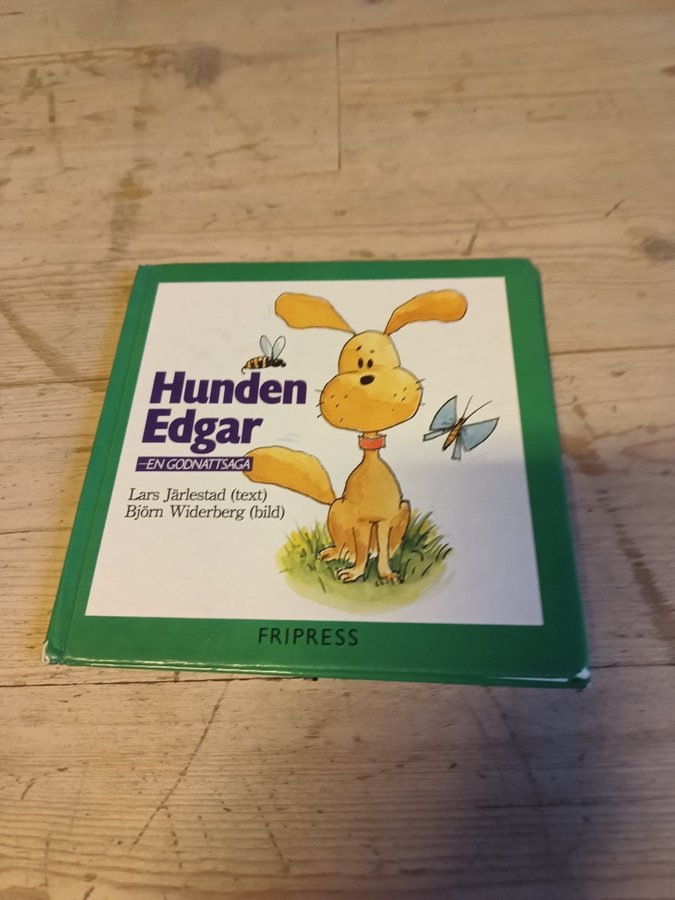 Hunden
Edgar
–EN GODNATTSAGA
Lars Järlestad (text)
Björn Widerberg (bild)
FRIPRESS